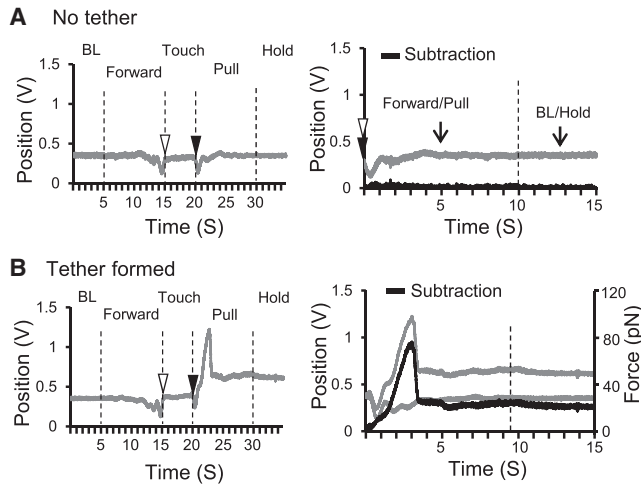 A No tether
BL Touch Hold
Forward Pull
Position (V)
1.5
1
0.5
0
5 10 15 20 25 30
Time (S)
Subtraction
Forward/Pull
BL/Hold
Position (V)
1.5
1
0.5
0
5 10 15
Time (S)
B Tether formed
BL Touch Hold
Forward Pull
Position (V)
1.5
1
0.5
0
5 10 15 20 25 30
Time (S)
Subtraction
Position (V)
1.5
1
0.5
0
0 5 10 15
Time (S)
120
80
40
0
Force (pN)